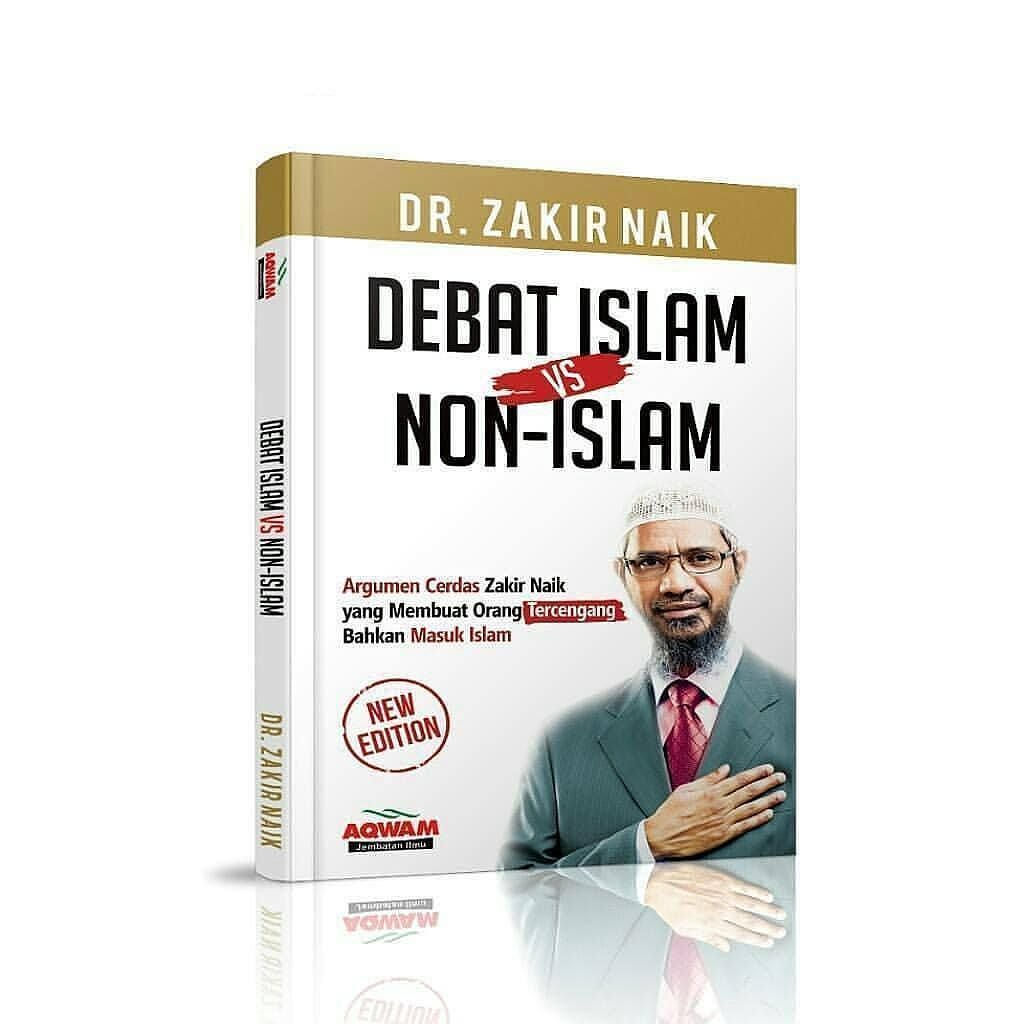 DR. ZAKIR NAIK
DEBAT ISLAM
VS
NON-ISLAM
Argumen Cerdas Zakir Naik
yang Membuat Orang Tercengang
Bahkan Masuk Islam
NEW
EDITION
AQWAM
Jembatan Ilmu
AQWAM
DEBAT ISLAM VS NON-ISLAM
DR. ZAKIR NAIK